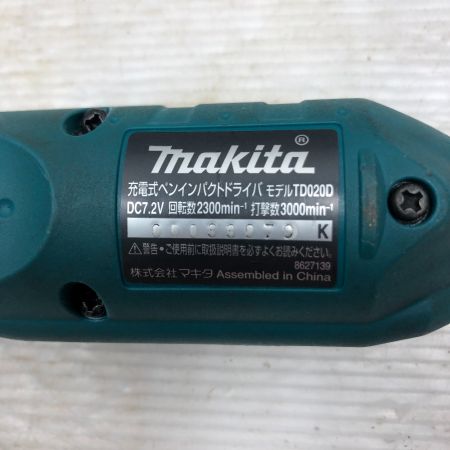 makita®
充電式ペンインパクトドライバ モデルTD020D
DC7.2V 回転数2300min⁻¹ 打撃数3000min⁻¹
K
⚠警告・ご使用前に取扱説明書を必ずよくお読みください。
8627139
株式会社マキタ Assembled in China